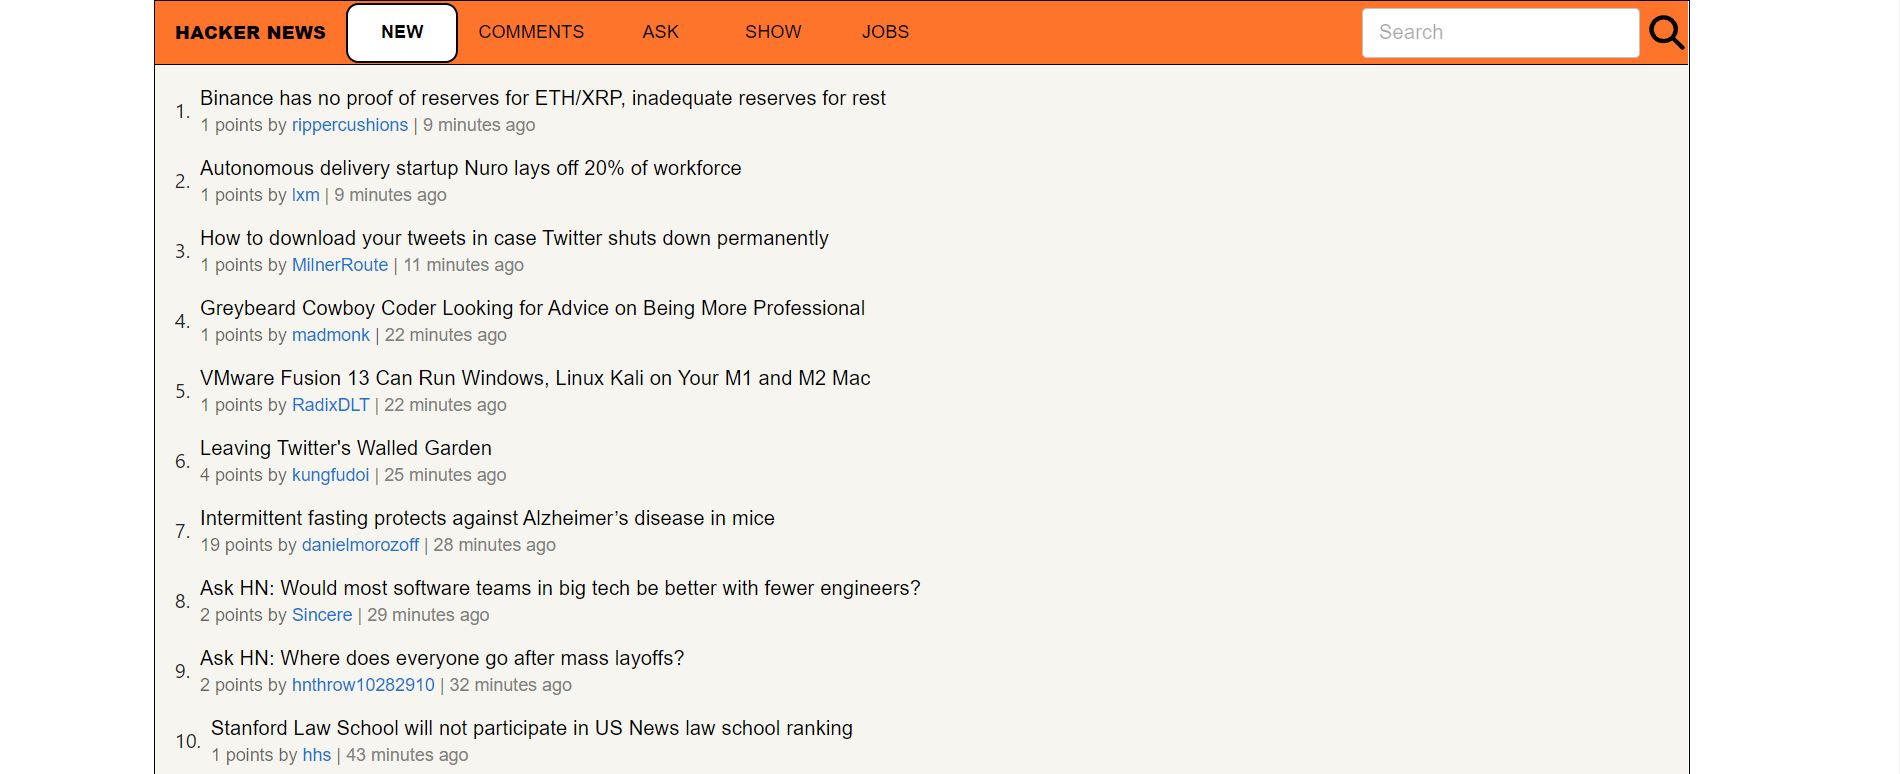 HACKER NEWS NEW COMMENTS ASK SHOW JOBS Search
1. Binance has no proof of reserves for ETH/XRP, inadequate reserves for rest
1 points by rippercushions | 9 minutes ago
2. Autonomous delivery startup Nuro lays off 20% of workforce
1 points by lxm | 9 minutes ago
3. How to download your tweets in case Twitter shuts down permanently
1 points by MilnerRoute | 11 minutes ago
4. Greybeard Cowboy Coder Looking for Advice on Being More Professional
1 points by madmonk | 22 minutes ago
5. VMware Fusion 13 Can Run Windows, Linux Kali on Your M1 and M2 Mac
1 points by RadixDLT | 22 minutes ago
6. Leaving Twitter's Walled Garden
4 points by kungfudoi | 25 minutes ago
7. Intermittent fasting protects against Alzheimer’s disease in mice
19 points by danielmorozoff | 28 minutes ago
8. Ask HN: Would most software teams in big tech be better with fewer engineers?
2 points by Sincere | 29 minutes ago
9. Ask HN: Where does everyone go after mass layoffs?
2 points by hnthrow10282910 | 32 minutes ago
10. Stanford Law School will not participate in US News law school ranking
1 points by hhs | 43 minutes ago